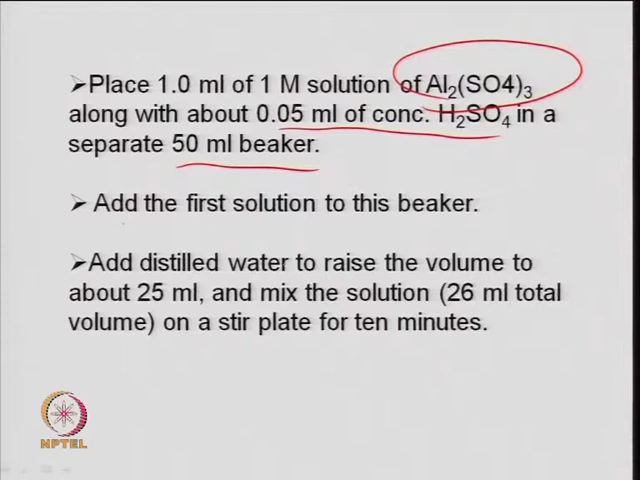 ➢Place 1.0 ml of 1 M solution of Al₂(SO4)₃
along with about 0.05 ml of conc. H₂SO₄ in a
separate 50 ml beaker.
➢ Add the first solution to this beaker.
➢Add distilled water to raise the volume to
about 25 ml, and mix the solution (26 ml total
volume) on a stir plate for ten minutes.
NPTEL